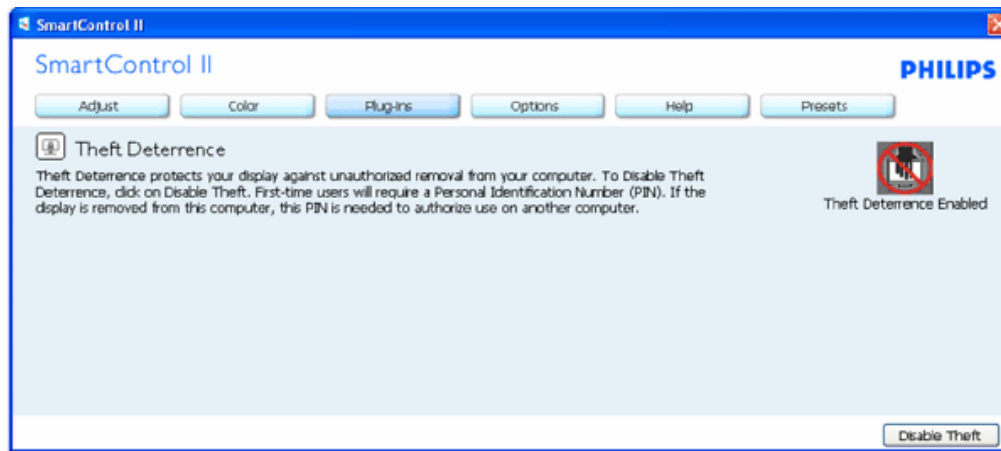 SmartControl II
SmartControl II
PHILIPS
Adjust Color Plug-Ins Options Help Presets
Theft Deterrence
Theft Deterrence protects your display against unauthorized removal from your computer. To Disable Theft
Deterrence, click on Disable Theft. First-time users will require a Personal Identification Number (PIN). If the
display is removed from this computer, this PIN is needed to authorize use on another computer.
Theft Deterrence Enabled
Disable Theft